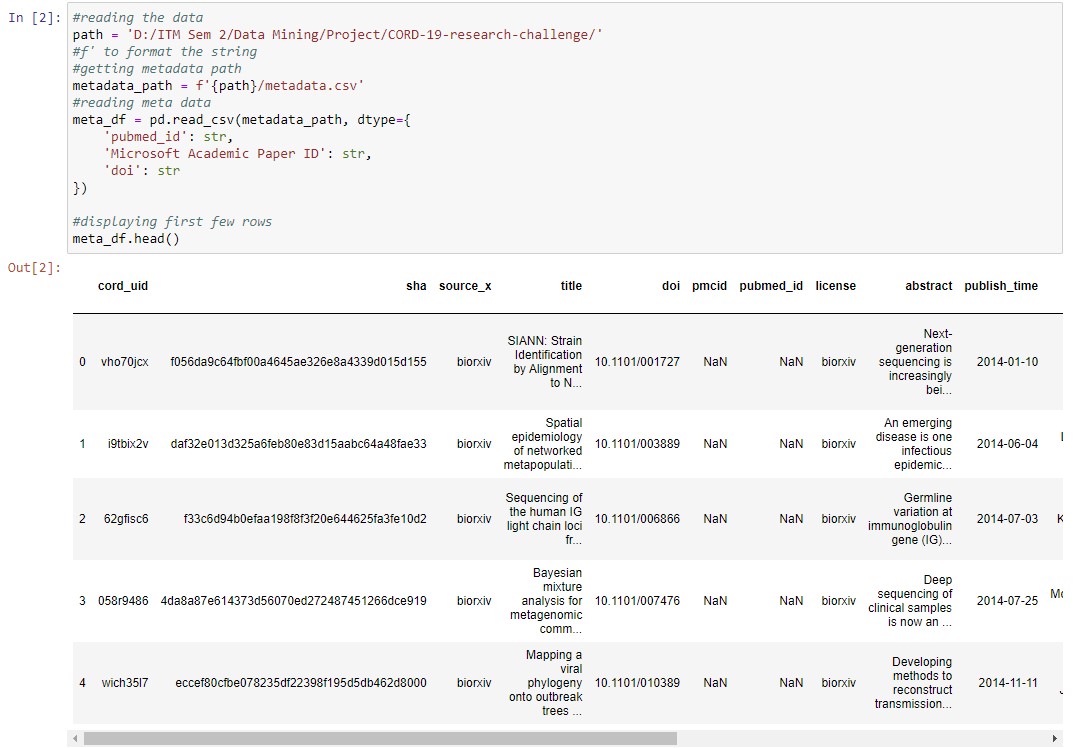 In [2]:
#reading the data
path = 'D:/ITM Sem 2/Data Mining/Project/CORD-19-research-challenge/'
#f' to format the string
#getting metadata path
metadata_path = f'{path}/metadata.csv'
#reading meta data
meta_df = pd.read_csv(metadata_path, dtype={
    'pubmed_id': str,
    'Microsoft Academic Paper ID': str,
    'doi': str
})
#displaying first few rows
meta_df.head()
Out[2]:
cord_uid sha source_x title doi pmcid pubmed_id license abstract publish_time
0 vho70jcx f056da9c64fbf00a4645ae326e8a4339d015d155 biorxiv
SIANN: Strain
Identification
by Alignment
to N...
10.1101/001727 NaN NaN biorxiv
Next-
generation
sequencing is
increasingly
bei...
2014-01-10
1 i9tbix2v daf32e013d325a6feb80e83d15aabc64a48fae33 biorxiv
Spatial
epidemiology
of networked
metapopulati...
10.1101/003889 NaN NaN biorxiv
An emerging
disease is one
infectious
epidemic...
2014-06-04
2 62gfisc6 f33c6d94b0efaa198f8f3f20e644625fa3fe10d2 biorxiv
Sequencing of
the human IG
light chain loci
fr...
10.1101/006866 NaN NaN biorxiv
Germline
variation at
immunoglobulin
gene (IG)...
2014-07-03
3 058r9486 4da8a87e614373d56070ed272487451266dce919 biorxiv
Bayesian
mixture
analysis for
metagenomic
comm...
10.1101/007476 NaN NaN biorxiv
Deep
sequencing of
clinical samples
is now an ...
2014-07-25
4 wich35l7 eccef80cfbe078235df22398f195d5db462d8000 biorxiv
Mapping a
viral
phylogeny
onto outbreak
trees ...
10.1101/010389 NaN NaN biorxiv
Developing
methods to
reconstruct
transmission...
2014-11-11